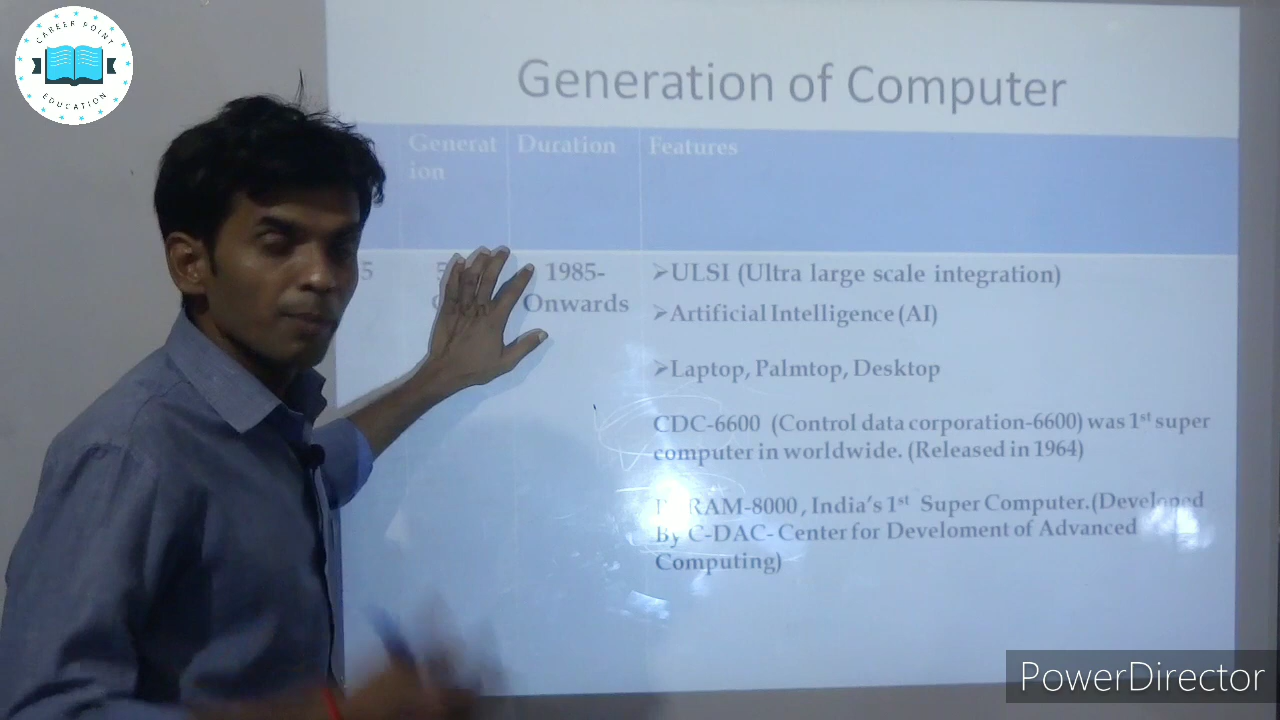 CAREER POINT
EDUCATION
Generation of Computer
Generat
ion
Duration
Features
5
1985-
Onwards
➢ULSI (Ultra large scale integration)
➢Artificial Intelligence (AI)
➢Laptop, Palmtop, Desktop
CDC-6600 (Control data corporation-6600) was 1st super
computer in worldwide. (Released in 1964)
RAM-8000, India's 1st Super Computer.(Developed
By C-DAC- Center for Develoment of Advanced
Computing)
PowerDirector